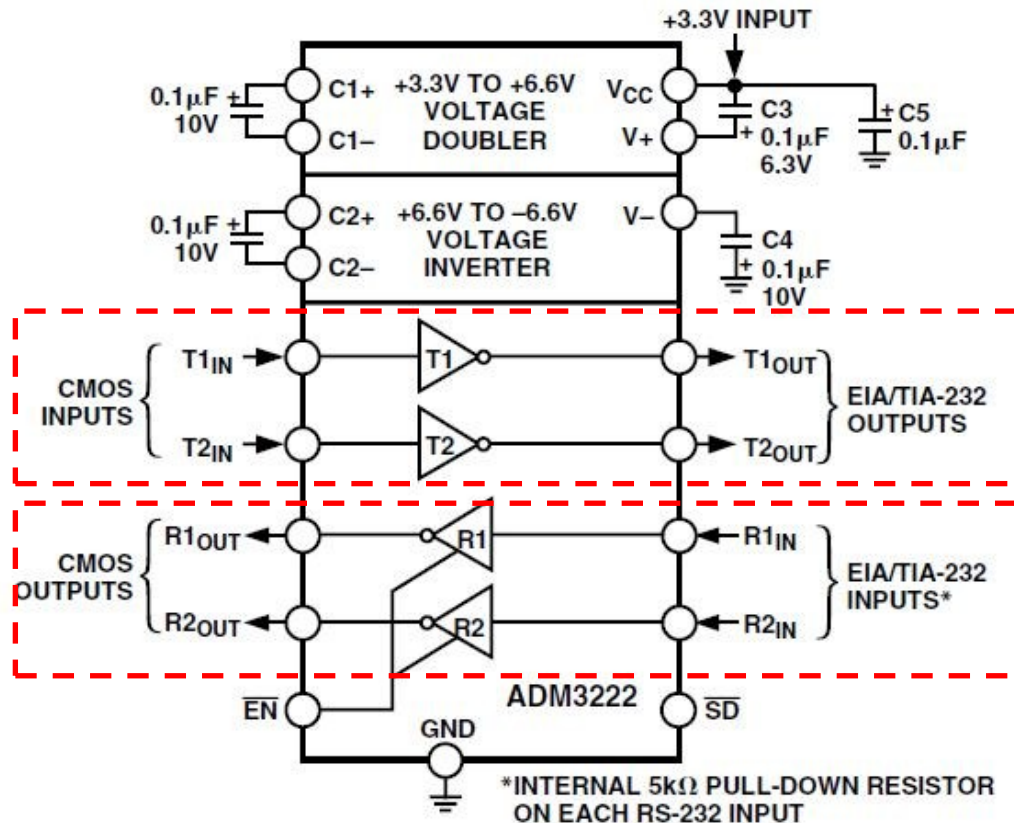 +3.3V INPUT
0.1μF +
10V
C1+
C1–
+3.3V TO +6.6V
VOLTAGE
DOUBLER
VCC
V+
C3
+ 0.1μF
6.3V
+ C5
0.1μF
0.1μF +
10V
C2+
C2–
+6.6V TO –6.6V
VOLTAGE
INVERTER
V–
C4
+ 0.1μF
10V
CMOS
INPUTS
T1IN
T2IN
T1
T2
T1OUT
T2OUT
EIA/TIA-232
OUTPUTS
CMOS
OUTPUTS
R1OUT
R2OUT
R1
R2
R1IN
R2IN
EIA/TIA-232
INPUTS*
EN
ADM3222
SD
GND
*INTERNAL 5kΩ PULL-DOWN RESISTOR
ON EACH RS-232 INPUT